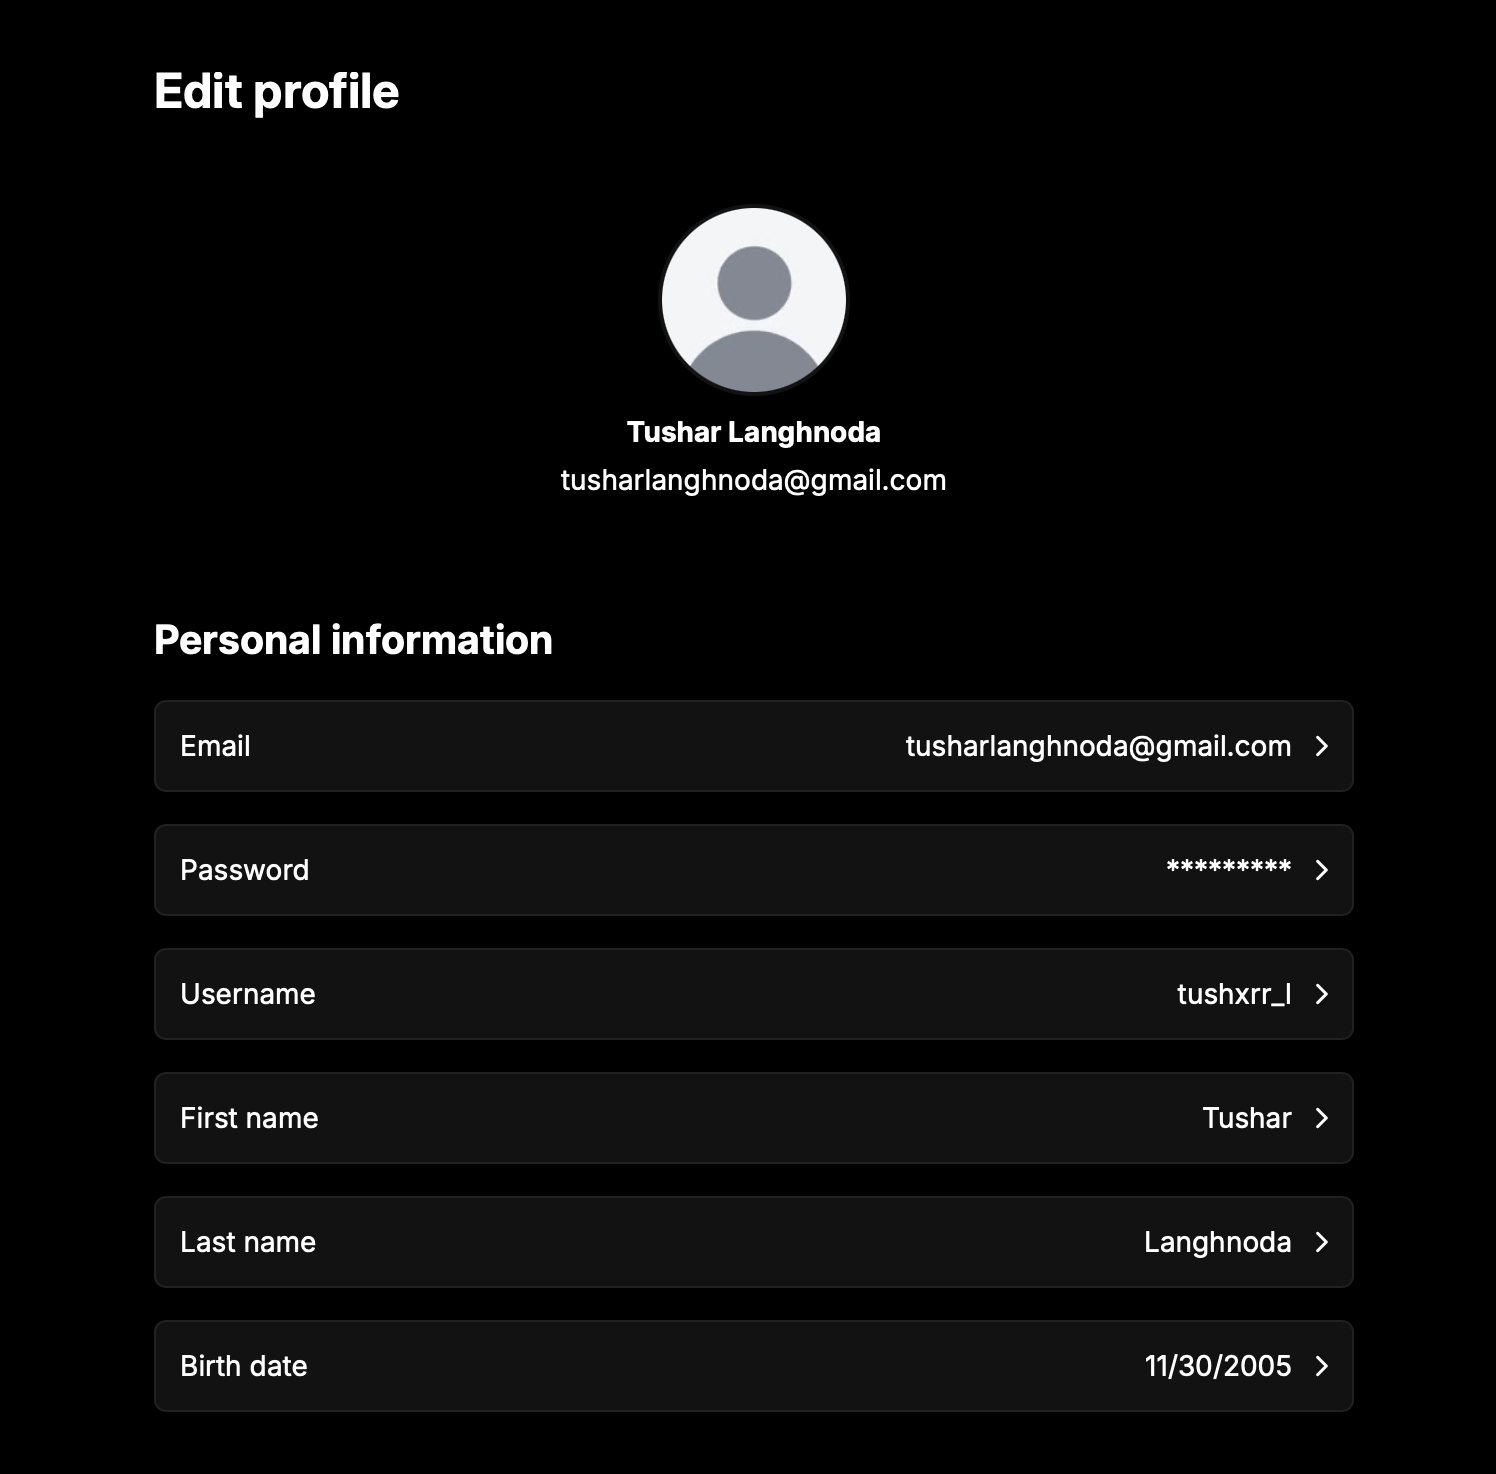 Edit profile
Tushar Langhnoda
tusharlanghnoda@gmail.com
Personal information
Email tusharlanghnoda@gmail.com
Password *********
Username tushxrr_l
First name Tushar
Last name Langhnoda
Birth date 11/30/2005